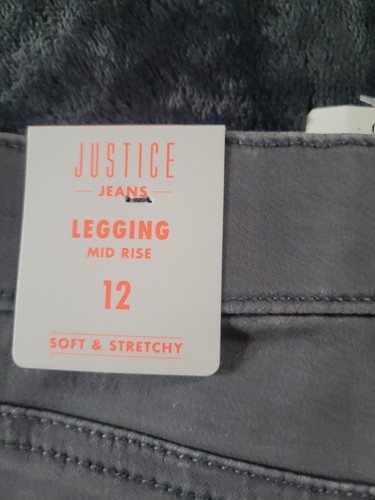 JUSTICE
JEANS
LEGGING
MID RISE
12
SOFT & STRETCHY